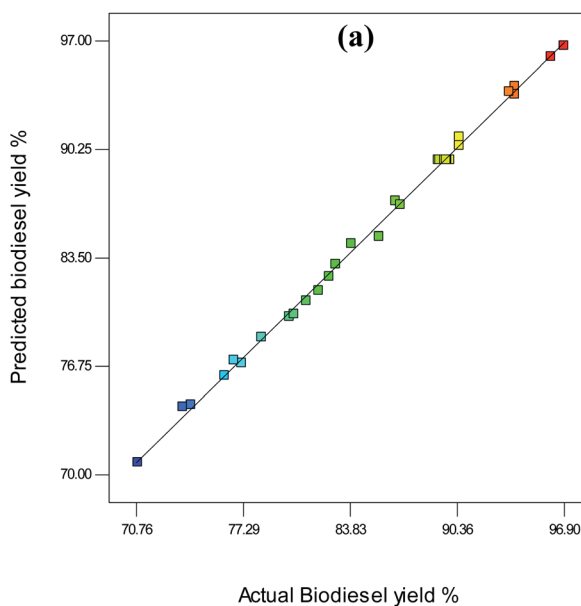 (a)
Predicted biodiesel yield %
97.00
90.25
83.50
76.75
70.00
70.76 77.29 83.83 90.36 96.90
Actual Biodiesel yield %